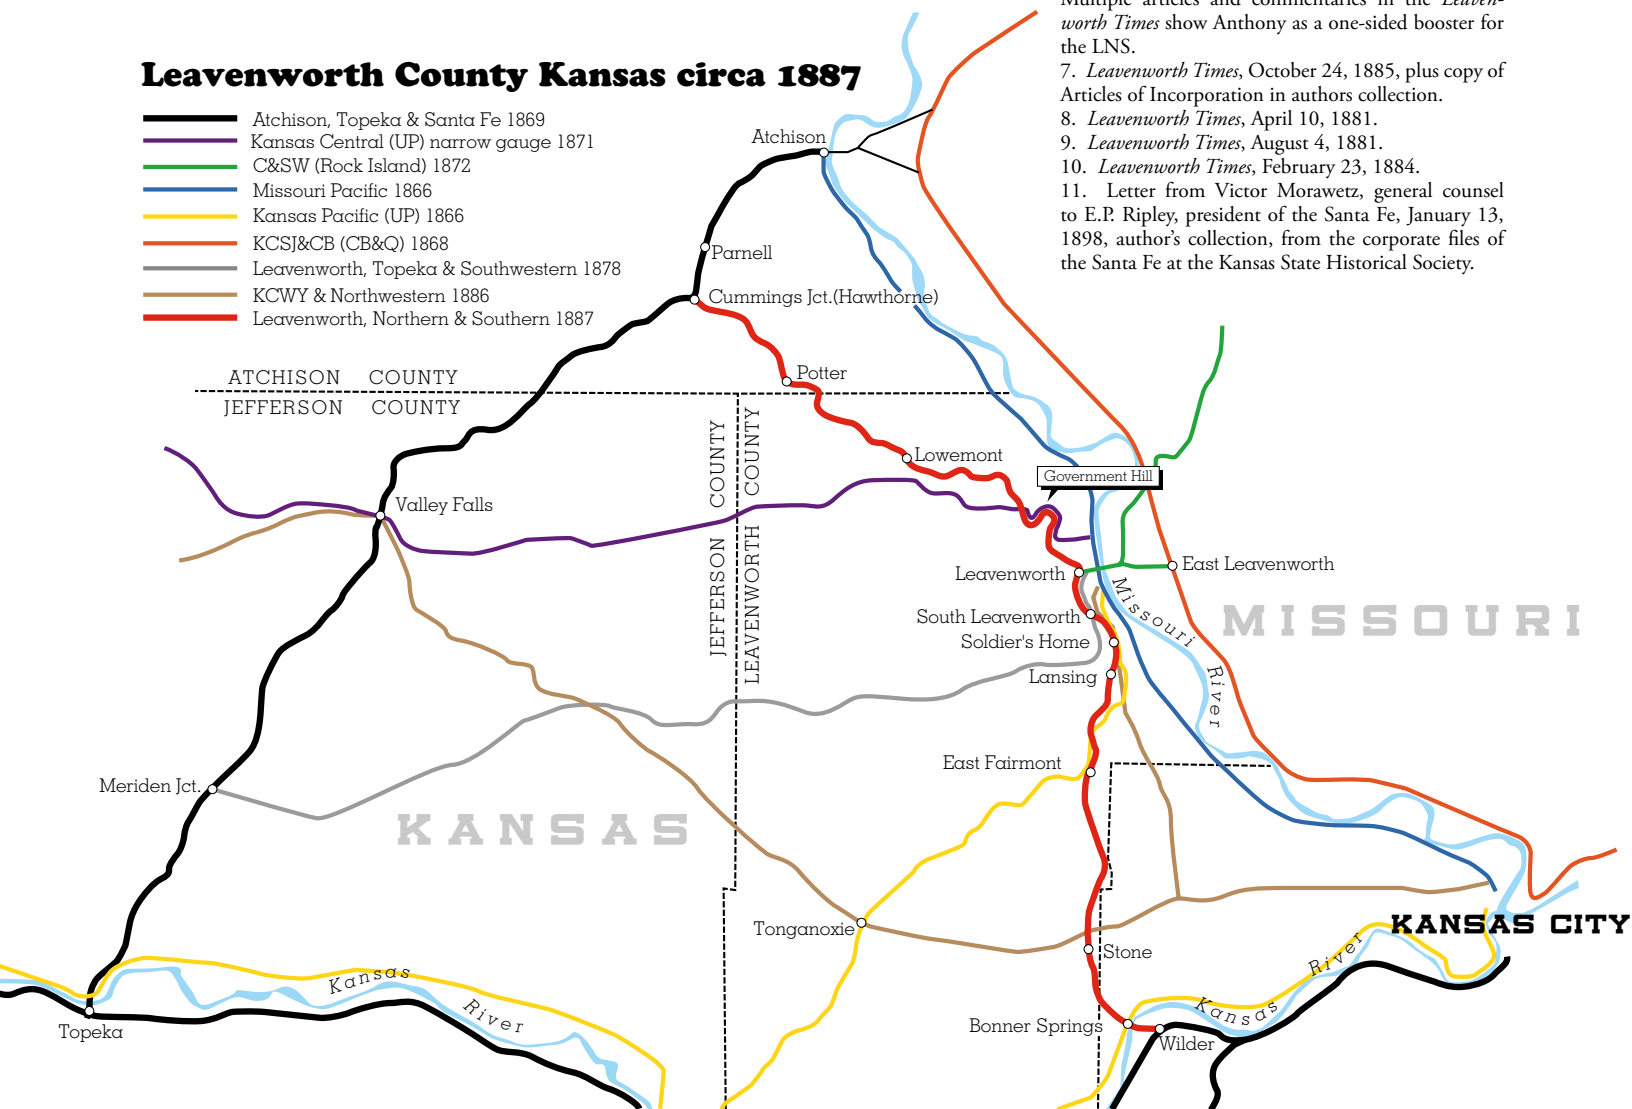 Multiple articles and commentaries in the Leaven-
worth Times show Anthony as a one-sided booster for
the LNS.
7. Leavenworth Times, October 24, 1885, plus copy of
Articles of Incorporation in authors collection.
8. Leavenworth Times, April 10, 1881.
9. Leavenworth Times, August 4, 1881.
10. Leavenworth Times, February 23, 1884.
11. Letter from Victor Morawetz, general counsel
to E.P. Ripley, president of the Santa Fe, January 13,
1898, author's collection, from the corporate files of
the Santa Fe at the Kansas State Historical Society.
Leavenworth County Kansas circa 1887
Atchison, Topeka & Santa Fe 1869
Kansas Central (UP) narrow gauge 1871
C&SW (Rock Island) 1872
Missouri Pacific 1866
Kansas Pacific (UP) 1866
KCSJ&CB (CB&Q) 1868
Leavenworth, Topeka & Southwestern 1878
KCWY & Northwestern 1886
Leavenworth, Northern & Southern 1887
Atchison
Parnell
Cummings Jct.(Hawthorne)
Potter
ATCHISON COUNTY
JEFFERSON COUNTY
JEFFERSON COUNTY
LEAVENWORTH COUNTY
Lowemont
Government Hill
Valley Falls
Leavenworth
East Leavenworth
South Leavenworth
Soldier's Home
Lansing
Missouri River
MISSOURI
East Fairmont
Meriden Jct.
KANSAS
Tonganoxie
KANSAS CITY
Stone
Kansas River
Kansas River
Topeka
Bonner Springs
Wilder